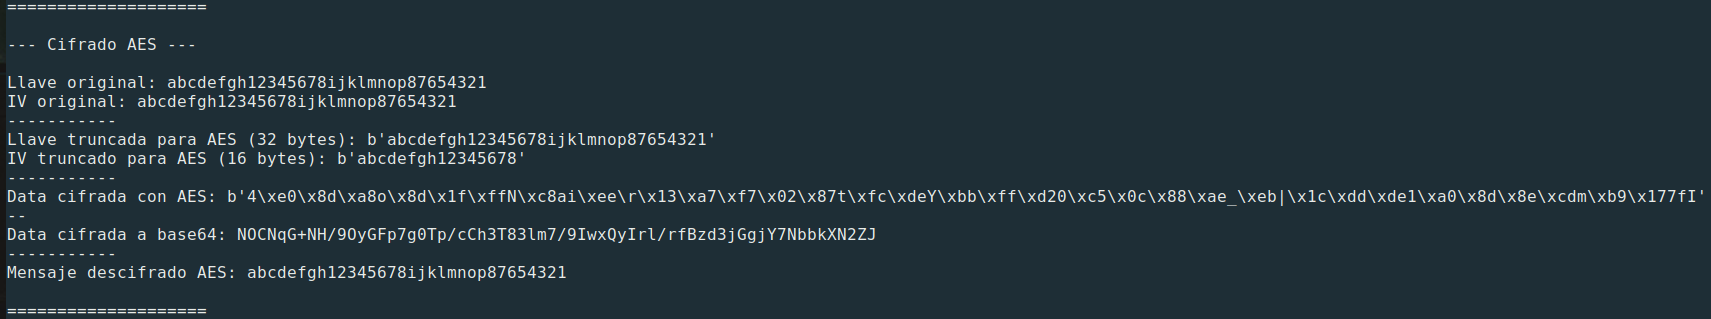 ====================
--- Cifrado AES ---
Llave original: abcdefgh12345678ijklmnop87654321
IV original: abcdefgh12345678ijklmnop87654321
-----------
Llave truncada para AES (32 bytes): b'abcdefgh12345678ijklmnop87654321'
IV truncado para AES (16 bytes): b'abcdefgh12345678'
-----------
Data cifrada con AES: b'4\xe0\x8d\xa8o\x8d\x1f\xffN\xc8ai\xee\r\x13\xa7\xf7\x02\x87t\xfc\xdeY\xbb\xff\xd20\xc5\x0c\x88\xae_\xeb|\x1c\xdd\xde1\xa0\x8d\x8e\xcdm\xb9\x177fI'
--
Data cifrada a base64: NOCNqG+NH/9OyGFp7g0Tp/cCh3T83lm7/9IwxQyIrl/rfBzd3jGgjY7NbbkXN2ZJ
-----------
Mensaje descifrado AES: abcdefgh12345678ijklmnop87654321
====================